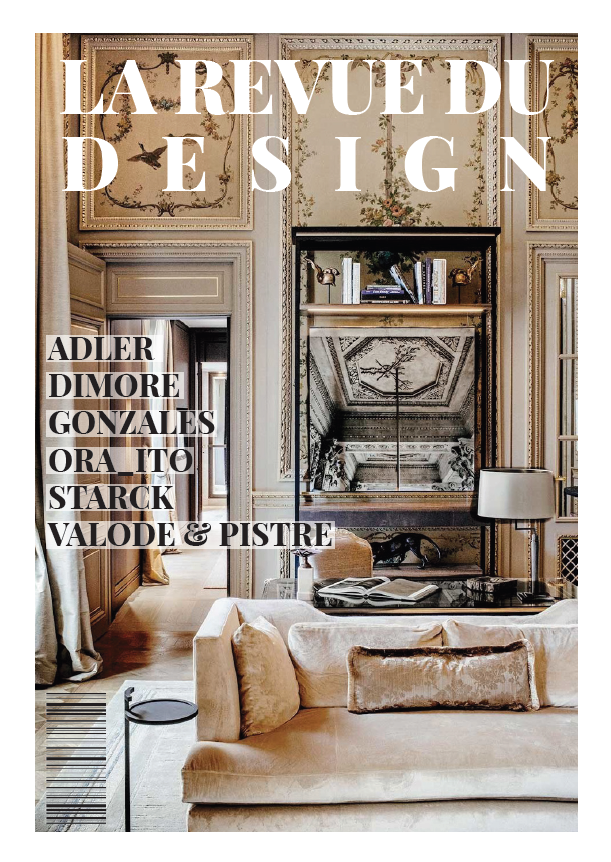 LA REVUE DU
DESIGN
ADLER
DIMORE
GONZALES
ORA_ITO
STARCK
VALODE & PISTRE